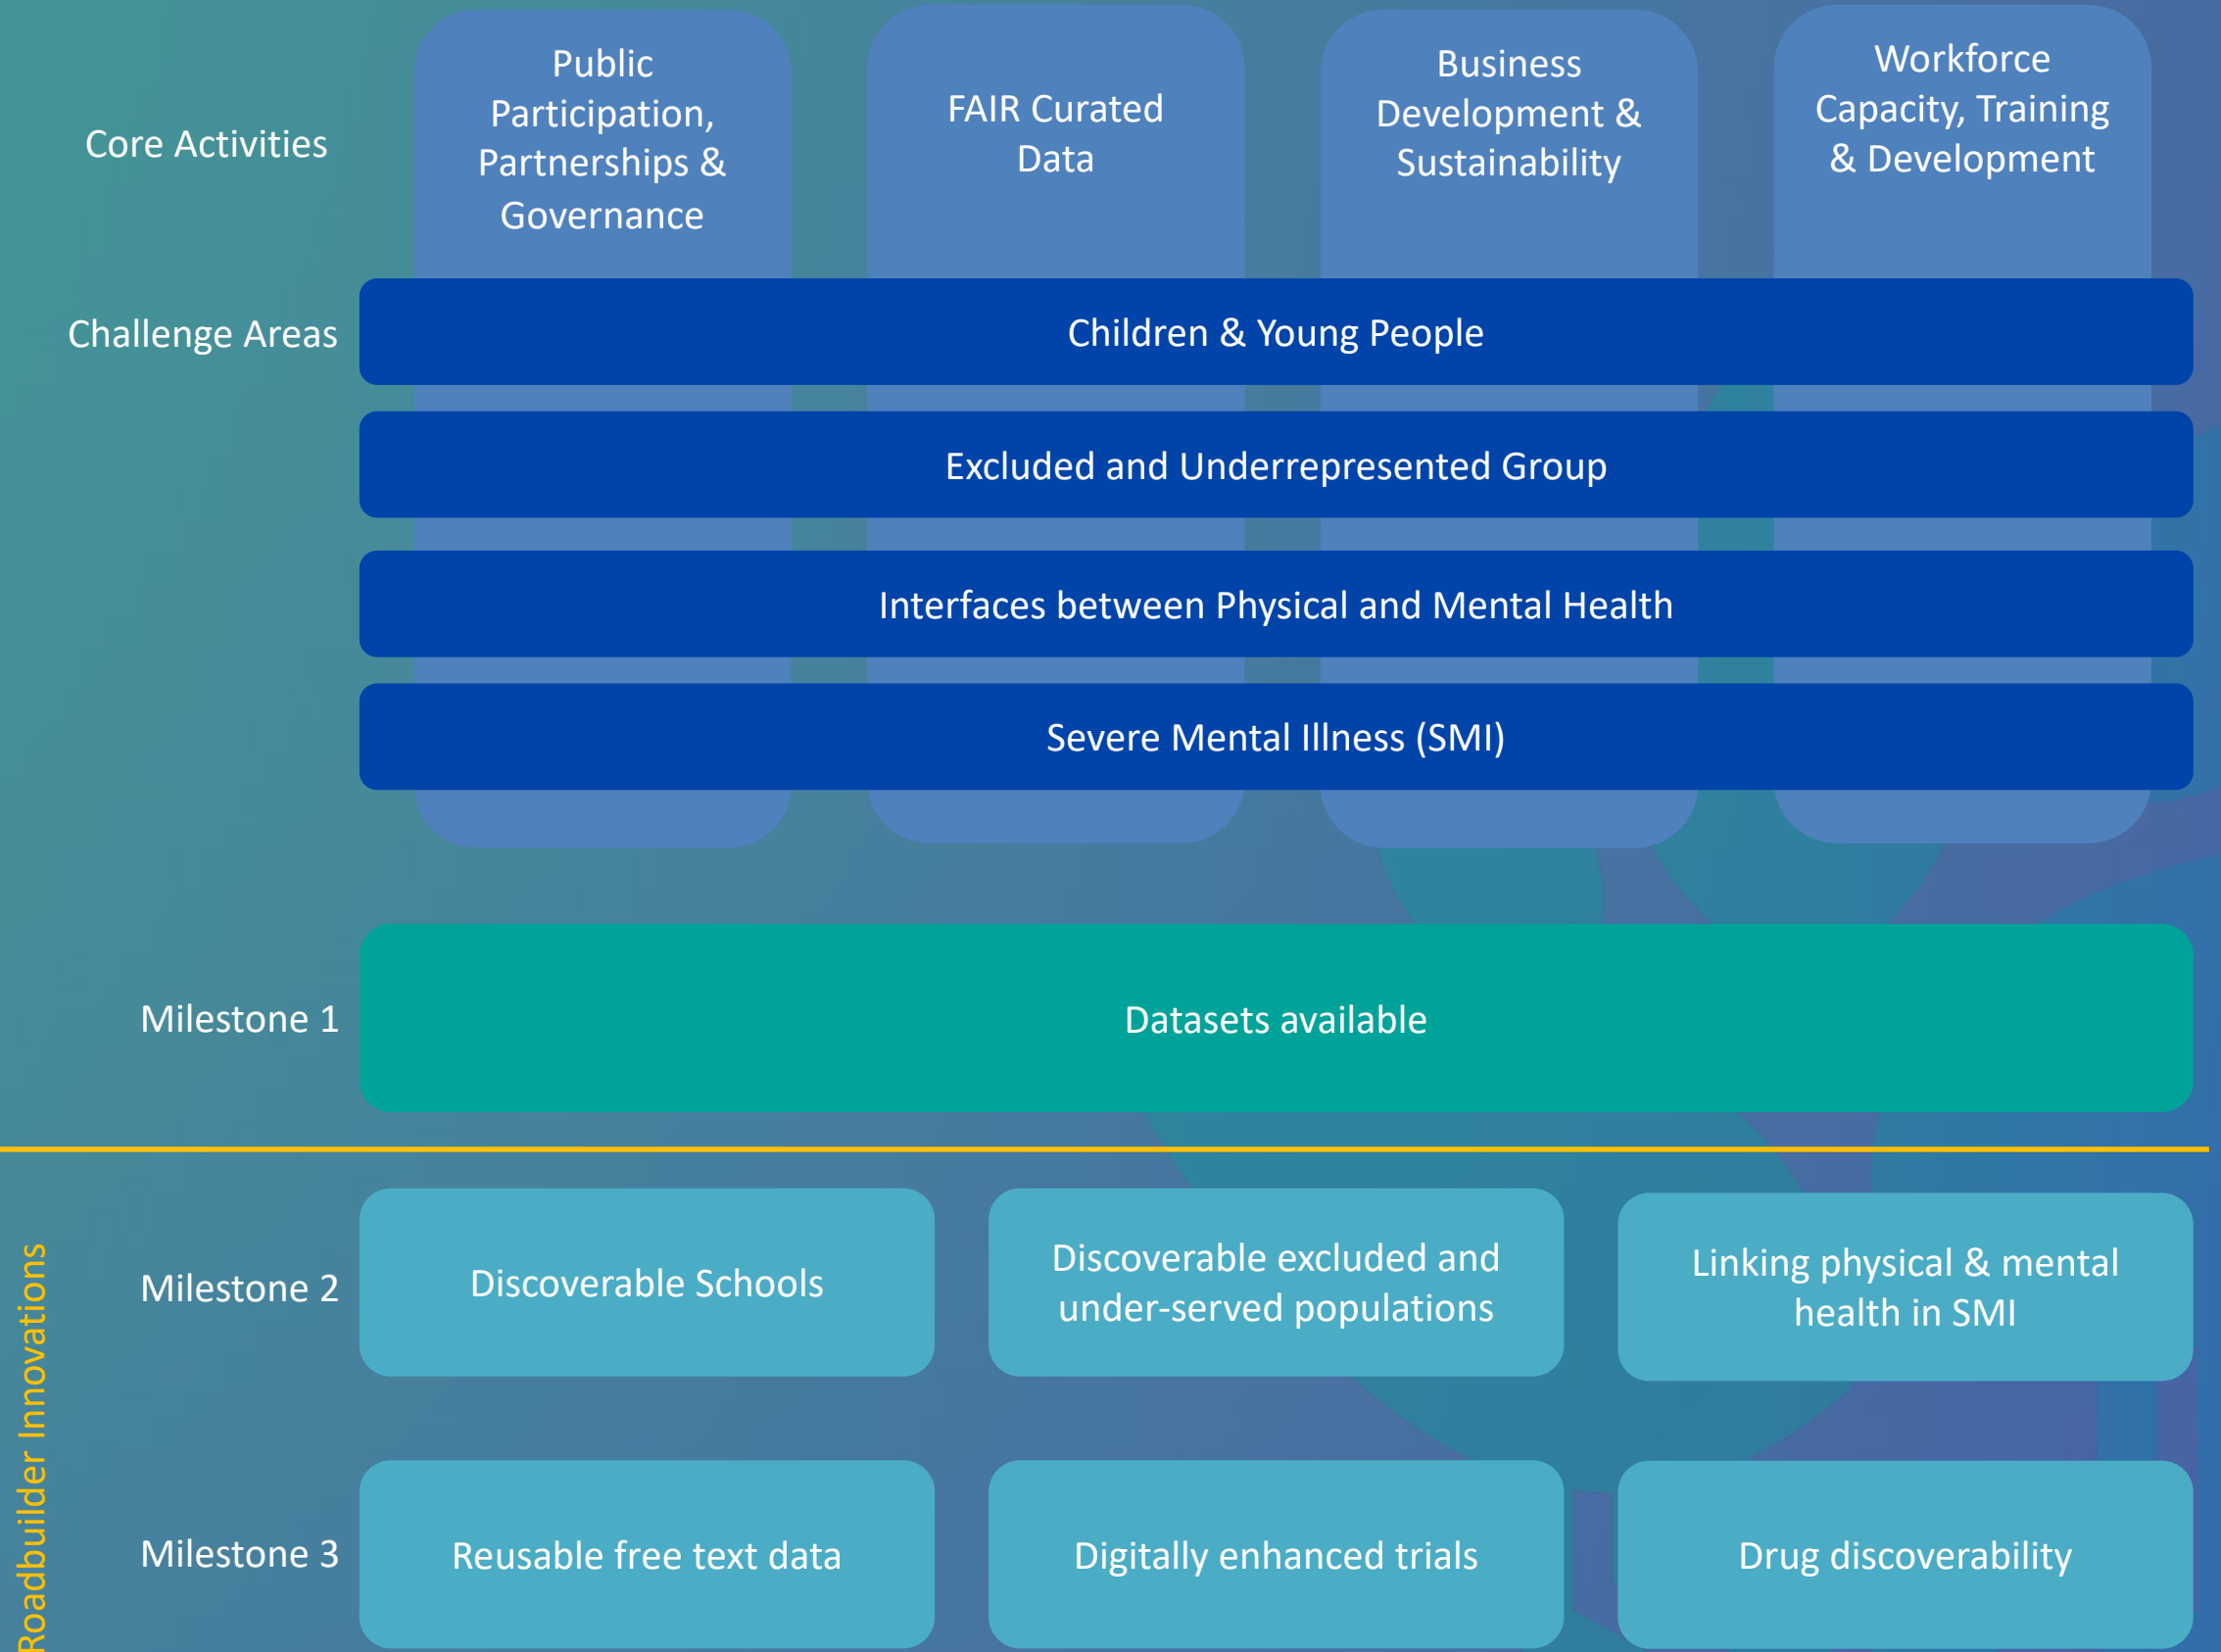 Core Activities
Public
Participation,
Partnerships &
Governance
FAIR Curated
Data
Business
Development &
Sustainability
Workforce
Capacity, Training
& Development
Challenge Areas
Children & Young People
Excluded and Underrepresented Group
Interfaces between Physical and Mental Health
Severe Mental Illness (SMI)
Milestone 1
Datasets available
Roadbuilder Innovations
Milestone 2
Discoverable Schools
Discoverable excluded and
under-served populations
Linking physical & mental
health in SMI
Milestone 3
Reusable free text data
Digitally enhanced trials
Drug discoverability